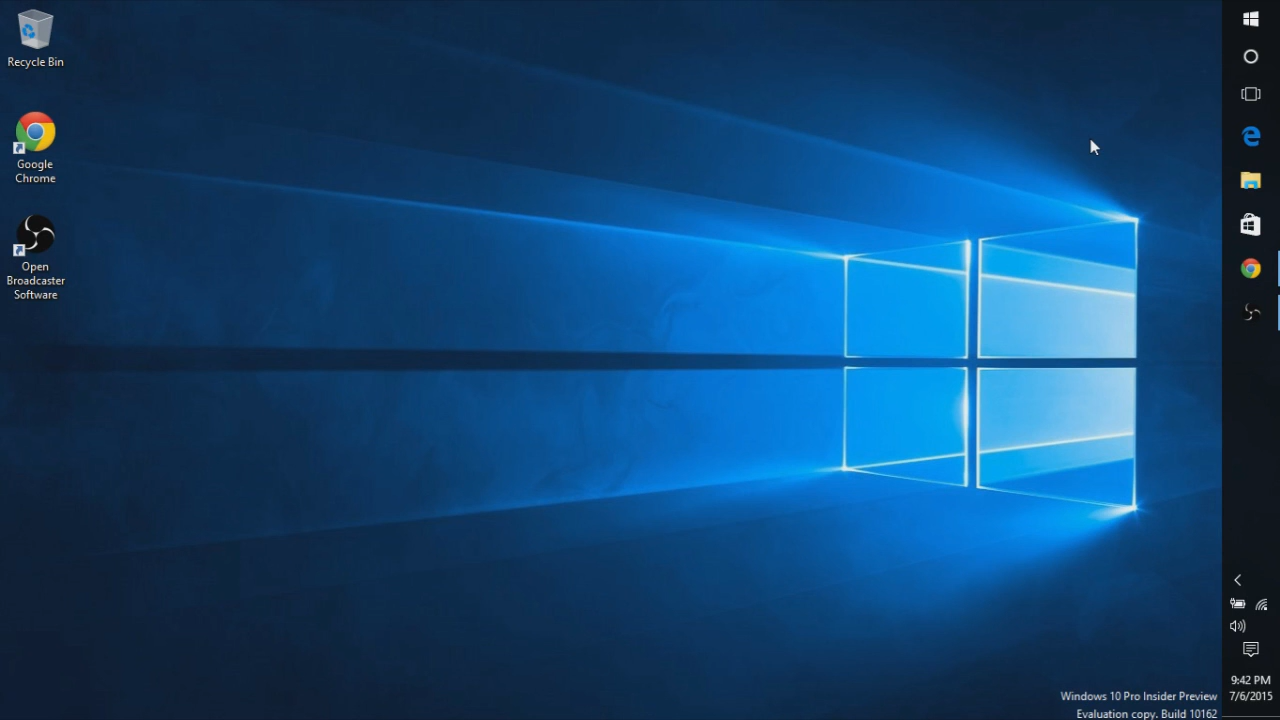 Recycle Bin
Google
Chrome
Open
Broadcaster
Software
9:42 PM
7/6/2015
Windows 10 Pro Insider Preview
Evaluation copy. Build 10162